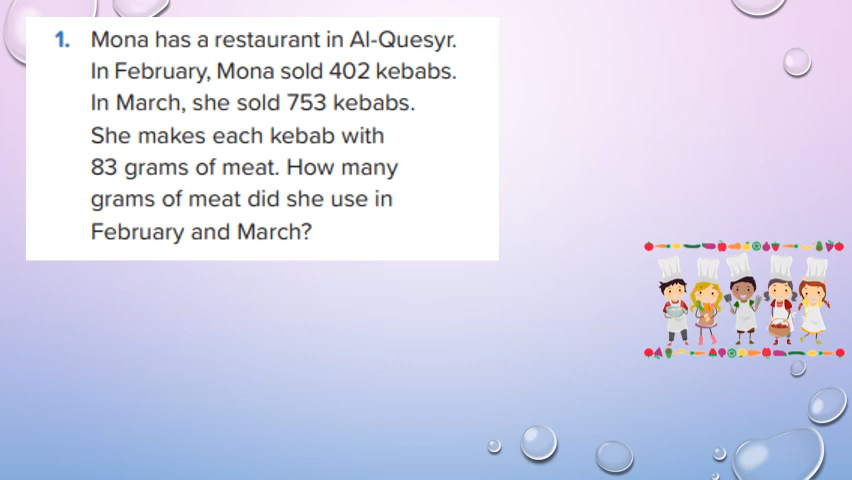 1. Mona has a restaurant in Al-Quesyr.
In February, Mona sold 402 kebabs.
In March, she sold 753 kebabs.
She makes each kebab with
83 grams of meat. How many
grams of meat did she use in
February and March?